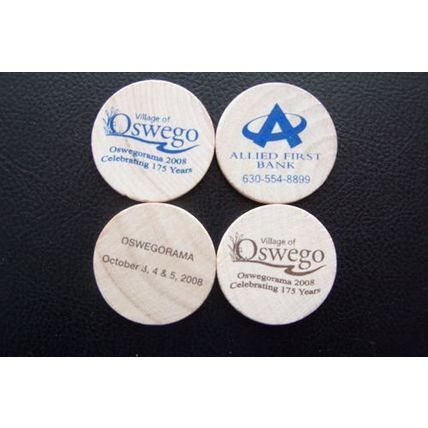 Village of
Oswego
Oswegorama 2008
Celebrating 175 Years
ALLIED FIRST
BANK
630-554-8899
OSWEGORAMA
October 3, 4 & 5, 2008
Village of
Oswego
Oswegorama 2008
Celebrating 175 Years